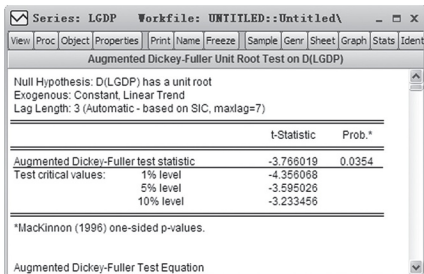 Series: LGDP Workfile: UNTITLED::Untitled\
View Proc Object Properties Print Name Freeze Sample Genr Sheet Graph Stats Ident
Augmented Dickey-Fuller Unit Root Test on D(LGDP)
Null Hypothesis: D(LGDP) has a unit root
Exogenous: Constant, Linear Trend
Lag Length: 3 (Automatic - based on SIC, maxlag=7)
t-Statistic Prob.*
Augmented Dickey-Fuller test statistic -3.766019 0.0354
Test critical values: 1% level -4.356068
5% level -3.595026
10% level -3.233456
*MacKinnon (1996) one-sided p-values.
Augmented Dickey-Fuller Test Equation